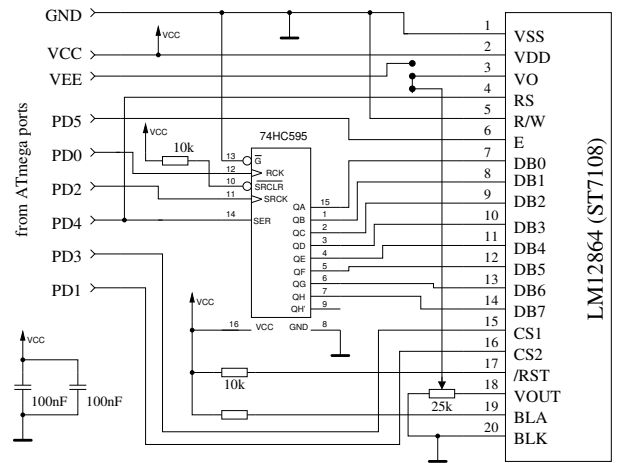 GND
VCC
VEE
PD5
PD0
PD2
PD4
PD3
PD1
from ATmega ports
VCC
VCC
10k
74HC595
13 G
12 RCK
10 SRCLR
11 SRCK
14 SER
QA 15
QB 1
QC 2
QD 3
QE 4
QF 5
QG 6
QH 7
QH' 9
16 VCC GND 8
VCC
10k
25k
VCC
100nF 100nF
1 VSS
2 VDD
3 VO
4 RS
5 R/W
6 E
7 DB0
8 DB1
9 DB2
10 DB3
11 DB4
12 DB5
13 DB6
14 DB7
15 CS1
16 CS2
17 /RST
18 VOUT
19 BLA
20 BLK
LM12864 (ST7108)